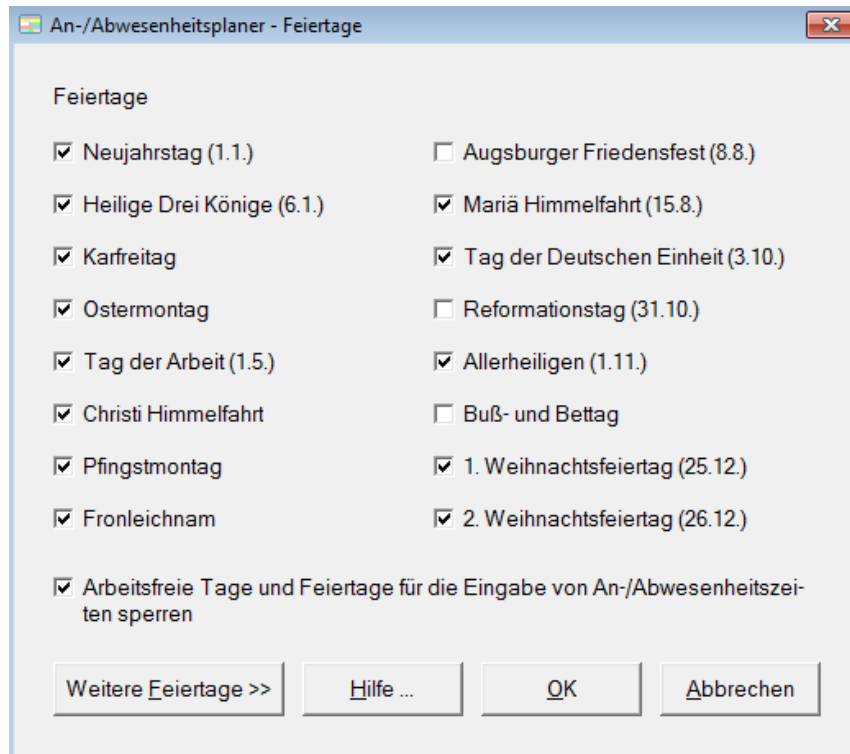 An-/Abwesenheitsplaner - Feiertage
Feiertage
Neujahrstag (1.1.)
Heilige Drei Könige (6.1.)
Karfreitag
Ostermontag
Tag der Arbeit (1.5.)
Christi Himmelfahrt
Pfingstmontag
Fronleichnam
Augsburger Friedensfest (8.8.)
Mariä Himmelfahrt (15.8.)
Tag der Deutschen Einheit (3.10.)
Reformationstag (31.10.)
Allerheiligen (1.11.)
Buß- und Bettag
1. Weihnachtsfeiertag (25.12.)
2. Weihnachtsfeiertag (26.12.)
Arbeitsfreie Tage und Feiertage für die Eingabe von An-/Abwesenheitszei-
ten sperren
Weitere Feiertage >>
Hilfe ...
OK
Abbrechen